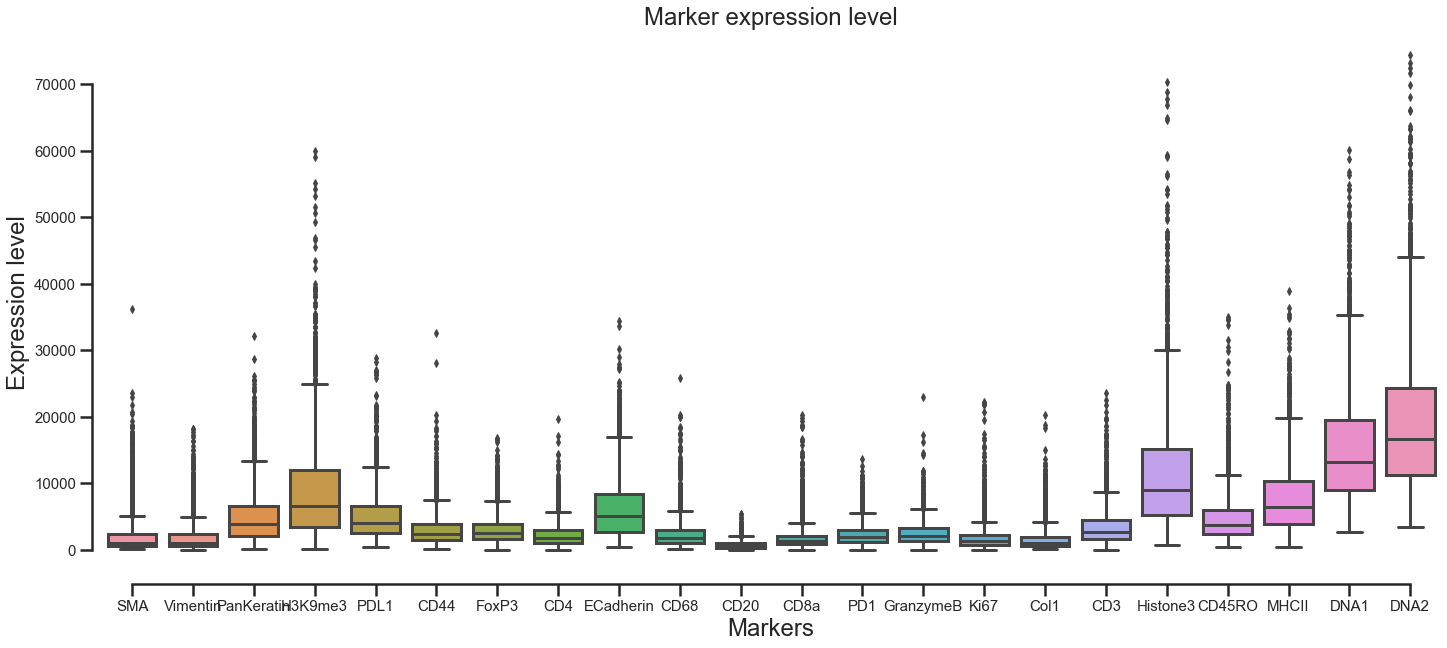 Marker expression level
Expression level
70000
60000
50000
40000
30000
20000
10000
0
SMA Vimentin PanKeratin H3K9me3 PDL1 CD44 FoxP3 CD4 ECadherin CD68 CD20 CD8a PD1 GranzymeB Ki67 Col1 CD3 Histone3 CD45RO MHCII DNA1 DNA2
Markers